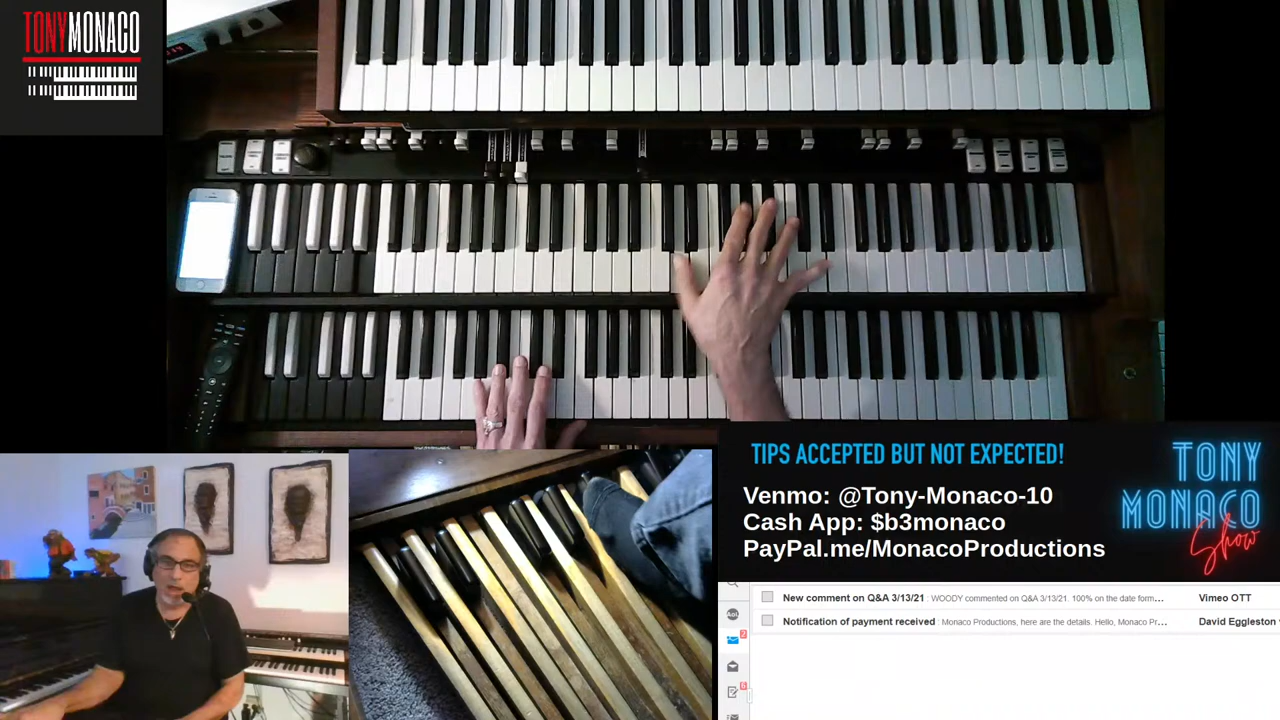 TONYMONACO
TIPS ACCEPTED BUT NOT EXPECTED!
Venmo: @Tony-Monaco-10
Cash App: $b3monaco
PayPal.me/MonacoProductions
TONY
MONACO
Show
New comment on Q&A 3/13/21 : WOODY commented on Q&A 3/13/21. 100% on the date form... Vimeo OTT
Notification of payment received : Monaco Productions, here are the details. Hello, Monaco Pr... David Eggleston